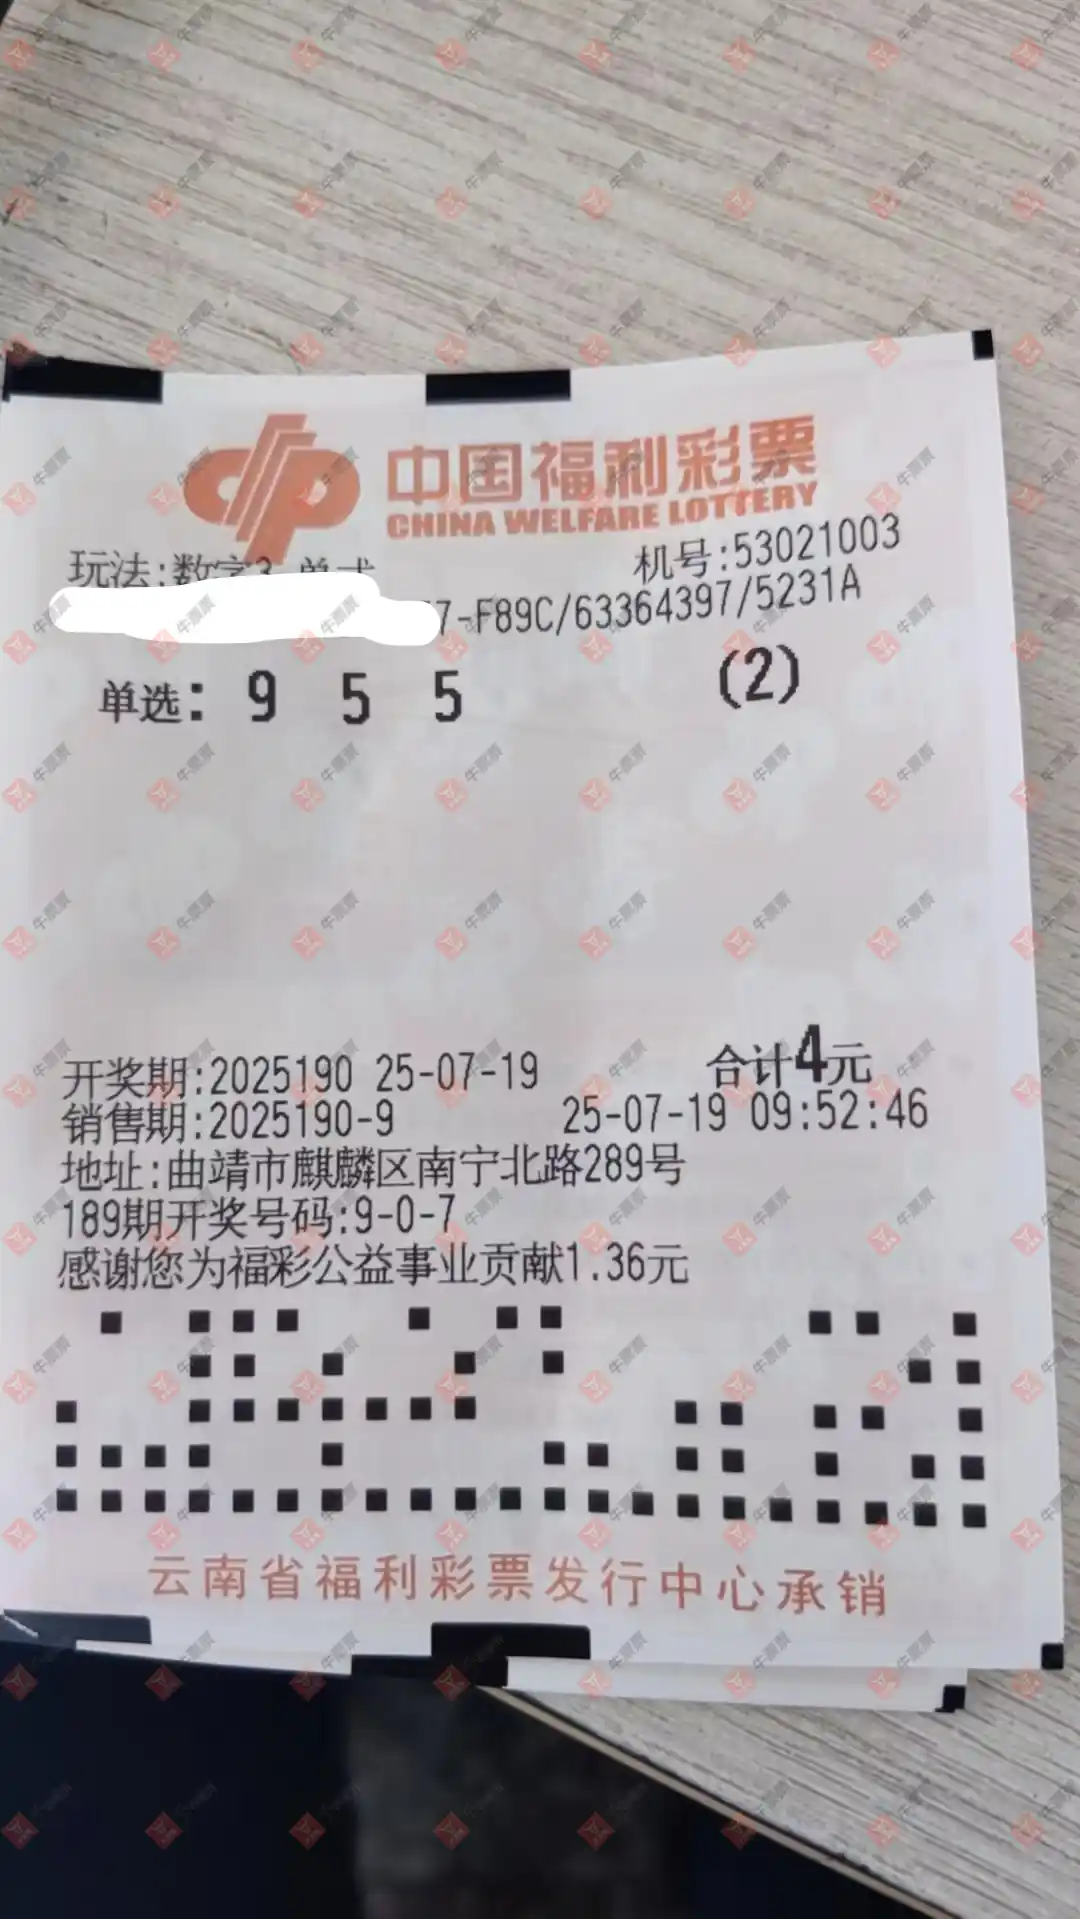 中国福利彩票
CHINA WELFARE LOTTERY
玩法:数字3 单式 机号:53021003
7-F89C/63364397/5231A
单选: 9 5 5 (2)
开奖期:2025190 25-07-19 合计4元
销售期:2025190-9 25-07-19 09:52:46
地址:曲靖市麒麟区南宁北路289号
189期开奖号码:9-0-7
感谢您为福彩公益事业贡献1.36元
云南省福利彩票发行中心承销
牛票票